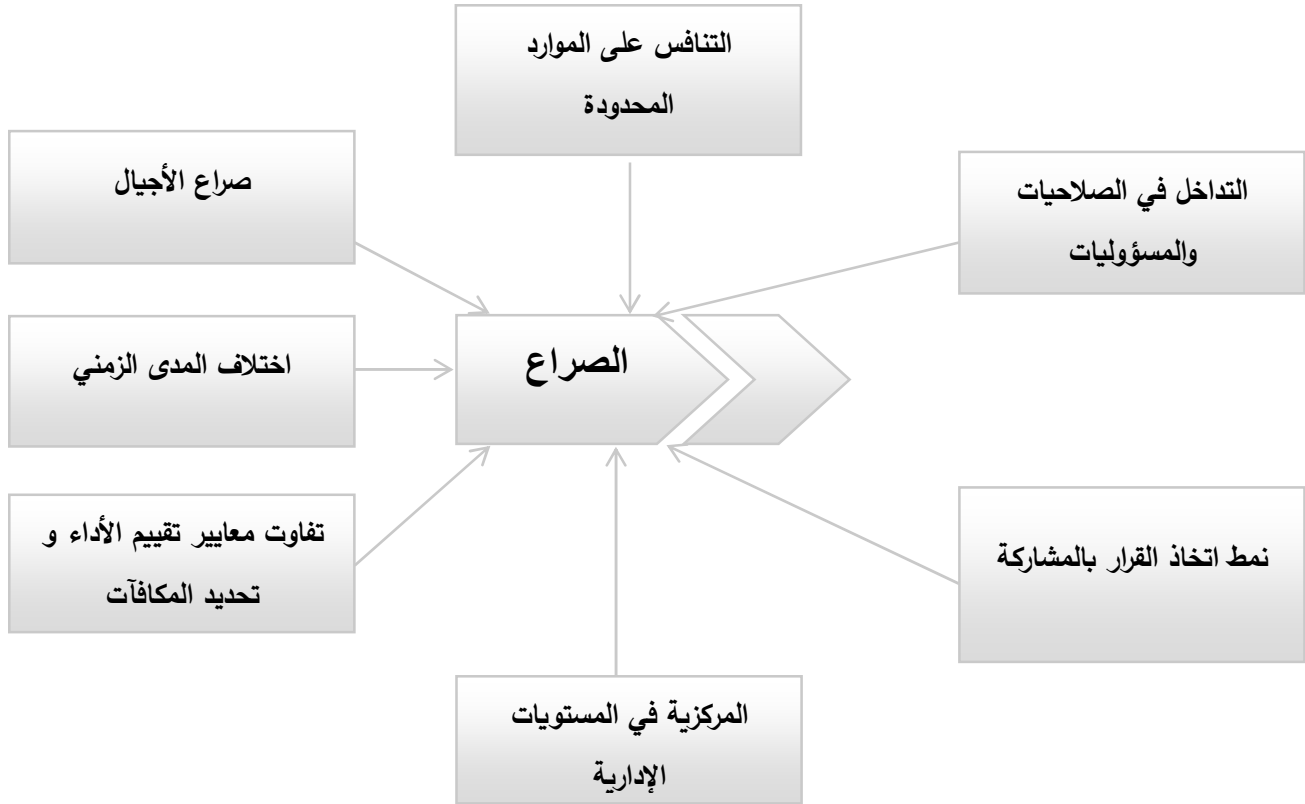 التنافس على الموارد
المحدودة
صراع الأجيال
التداخل في الصلاحيات
والمسؤوليات
الصراع
اختلاف المدى الزمني
تفاوت معايير تقييم الأداء و
تحديد المكافآت
نمط اتخاذ القرار بالمشاركة
المركزية في المستويات
الإدارية